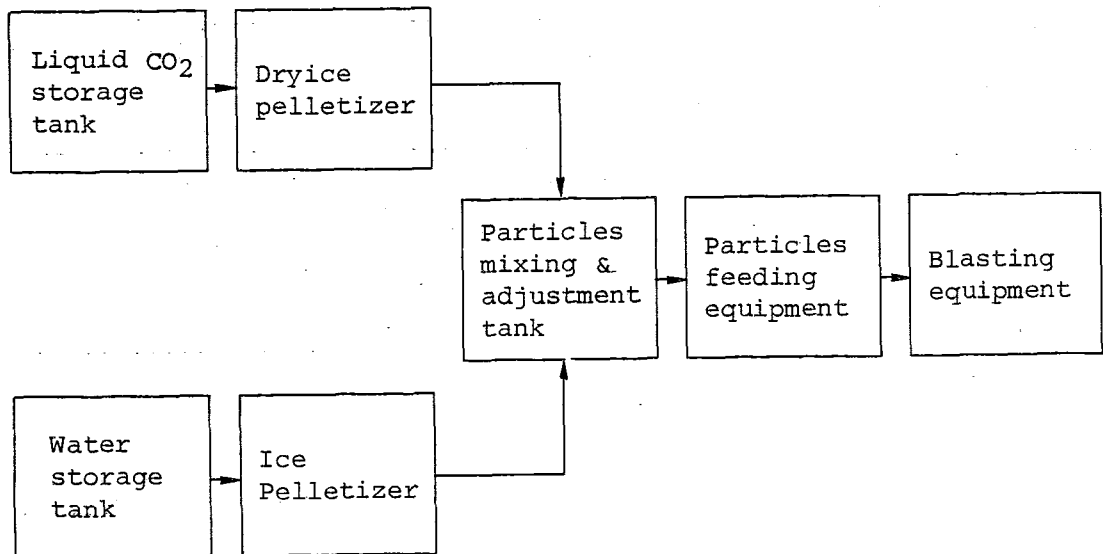 Liquid CO2
storage
tank
Dryice
pelletizer
Particles
mixing &
adjustment
tank
Particles
feeding
equipment
Blasting
equipment
Water
storage
tank
Ice
Pelletizer